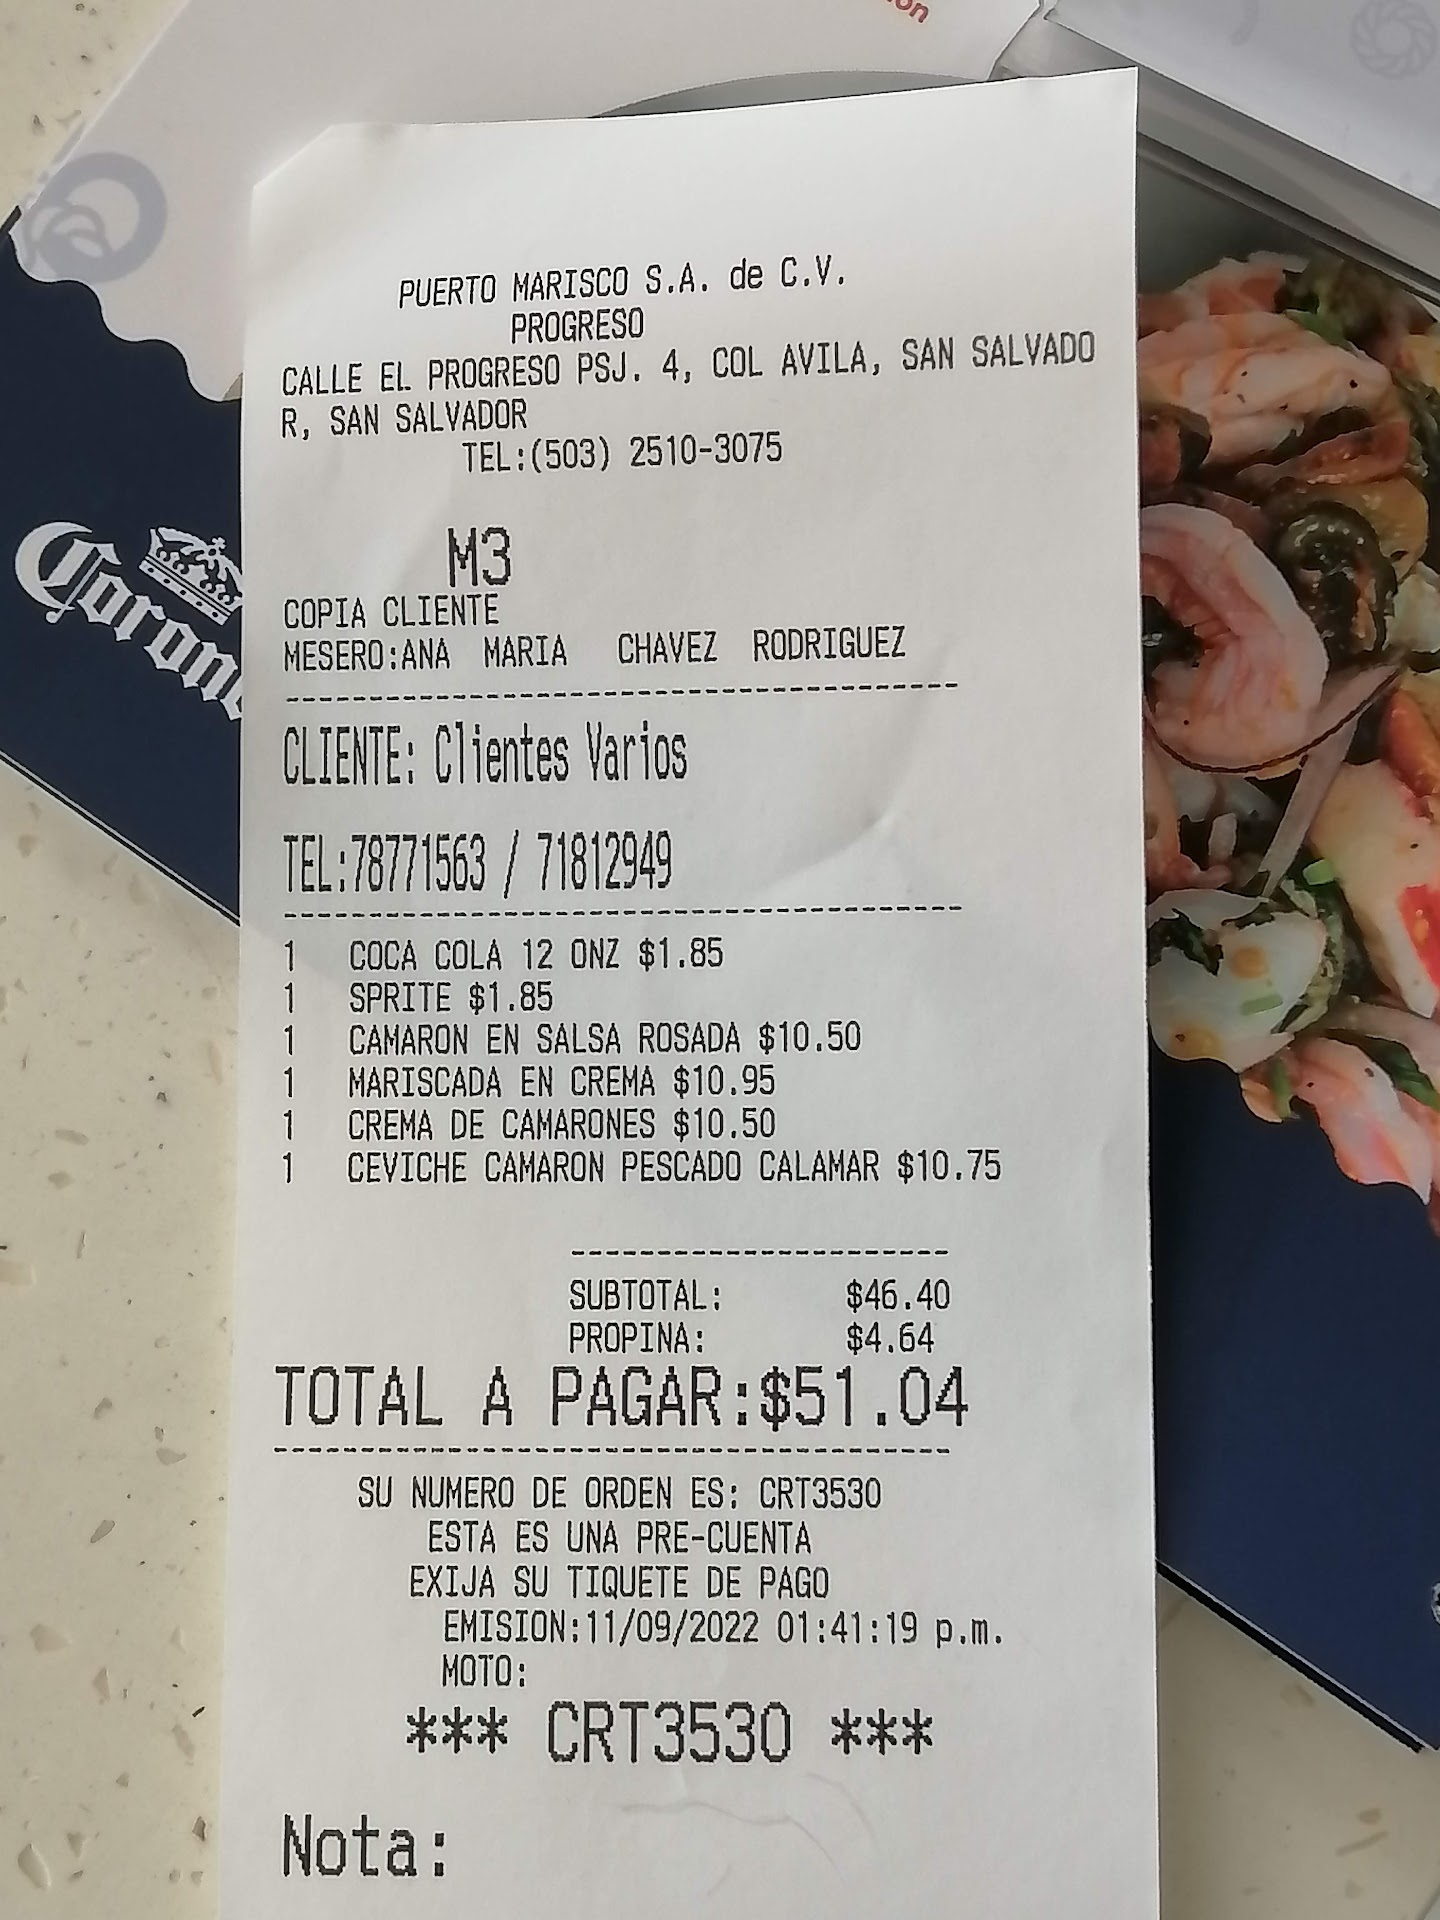 ón
Corona
PUERTO MARISCO S.A. de C.V.
PROGRESO
CALLE EL PROGRESO PSJ. 4, COL AVILA, SAN SALVADO
R, SAN SALVADOR
TEL:(503) 2510-3075
M3
COPIA CLIENTE
MESERO:ANA MARIA CHAVEZ RODRIGUEZ
CLIENTE: Clientes Varios
TEL:78771563 / 71812949
1 COCA COLA 12 ONZ $1.85
1 SPRITE $1.85
1 CAMARON EN SALSA ROSADA $10.50
1 MARISCADA EN CREMA $10.95
1 CREMA DE CAMARONES $10.50
1 CEVICHE CAMARON PESCADO CALAMAR $10.75
SUBTOTAL: $46.40
PROPINA: $4.64
TOTAL A PAGAR:$51.04
SU NUMERO DE ORDEN ES: CRT3530
ESTA ES UNA PRE-CUENTA
EXIJA SU TIQUETE DE PAGO
EMISION:11/09/2022 01:41:19 p.m.
MOTO:
*** CRT3530 ***
Nota: